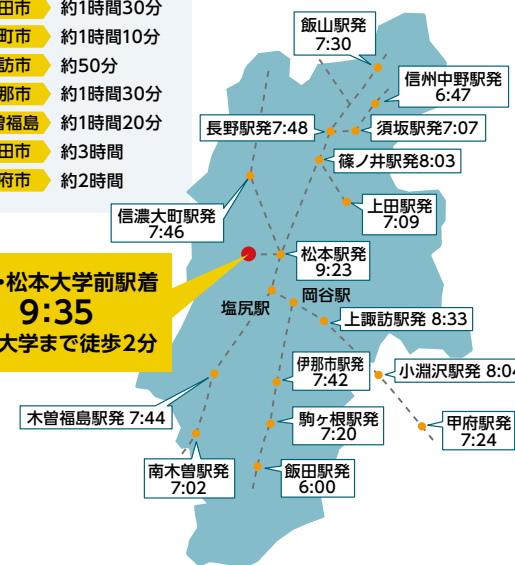 田市 約1時間30分
町市 約1時間10分
訪市 約50分
那市 約1時間30分
曽福島 約1時間20分
田市 約3時間
府市 約2時間
飯山駅発
7:30
信州中野駅発
6:47
長野駅発7:48
須坂駅発7:07
篠ノ井駅発8:03
上田駅発
7:09
信濃大町駅発
7:46
松本駅発
9:23
・松本大学前駅着
9:35
大学まで徒歩2分
塩尻駅
岡谷駅
上諏訪駅発 8:33
伊那市駅発
7:42
小淵沢駅発 8:04
木曽福島駅発 7:44
駒ヶ根駅発
7:20
甲府駅発
7:24
南木曽駅発
7:02
飯田駅発
6:00